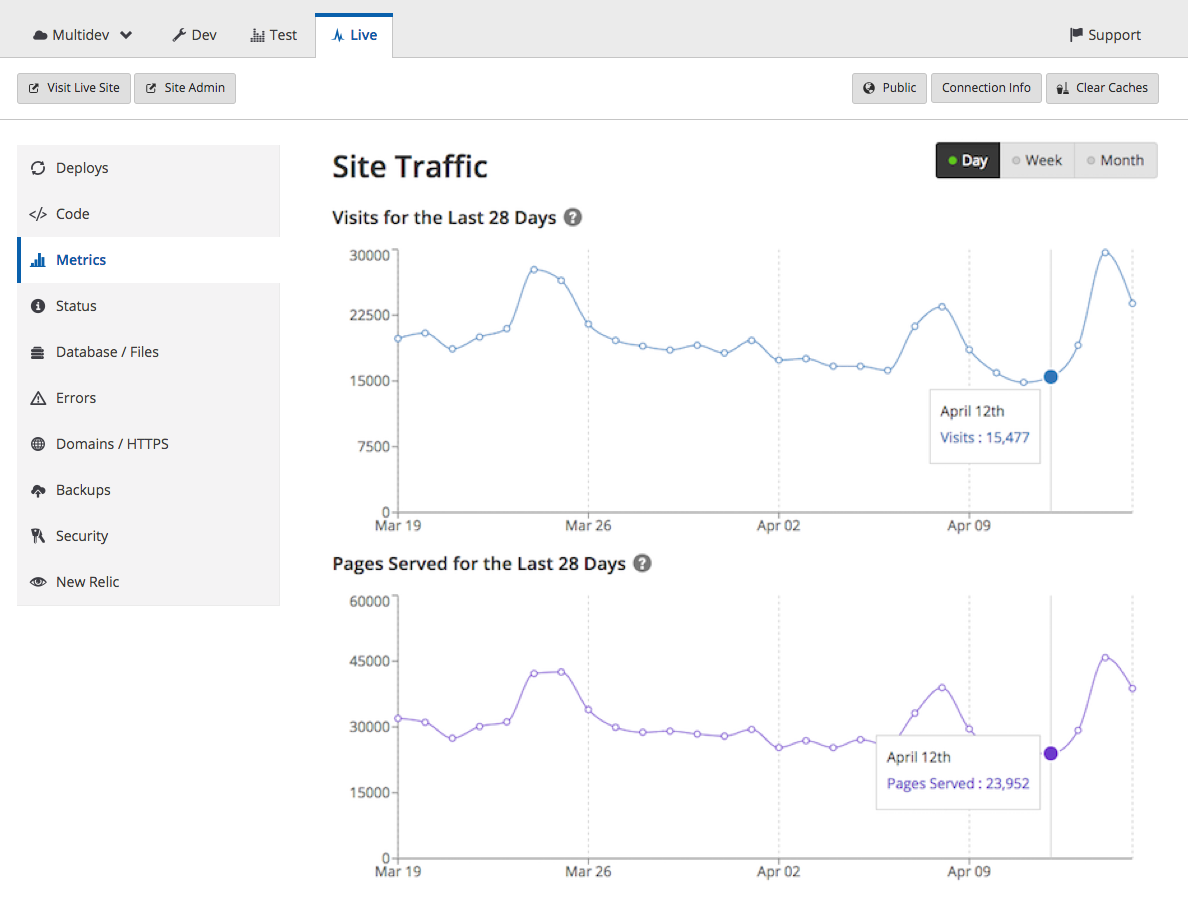 Multidev Dev Test Live Support
Visit Live Site Site Admin Public Connection Info Clear Caches
Deploys
Code
Metrics
Status
Database / Files
Errors
Domains / HTTPS
Backups
Security
New Relic
Site Traffic
Day Week Month
Visits for the Last 28 Days ?
30000
22500
15000
7500
0
April 12th
Visits : 15,477
Mar 19 Mar 26 Apr 02 Apr 09
Pages Served for the Last 28 Days ?
60000
45000
30000
15000
0
April 12th
Pages Served : 23,952
Mar 19 Mar 26 Apr 02 Apr 09